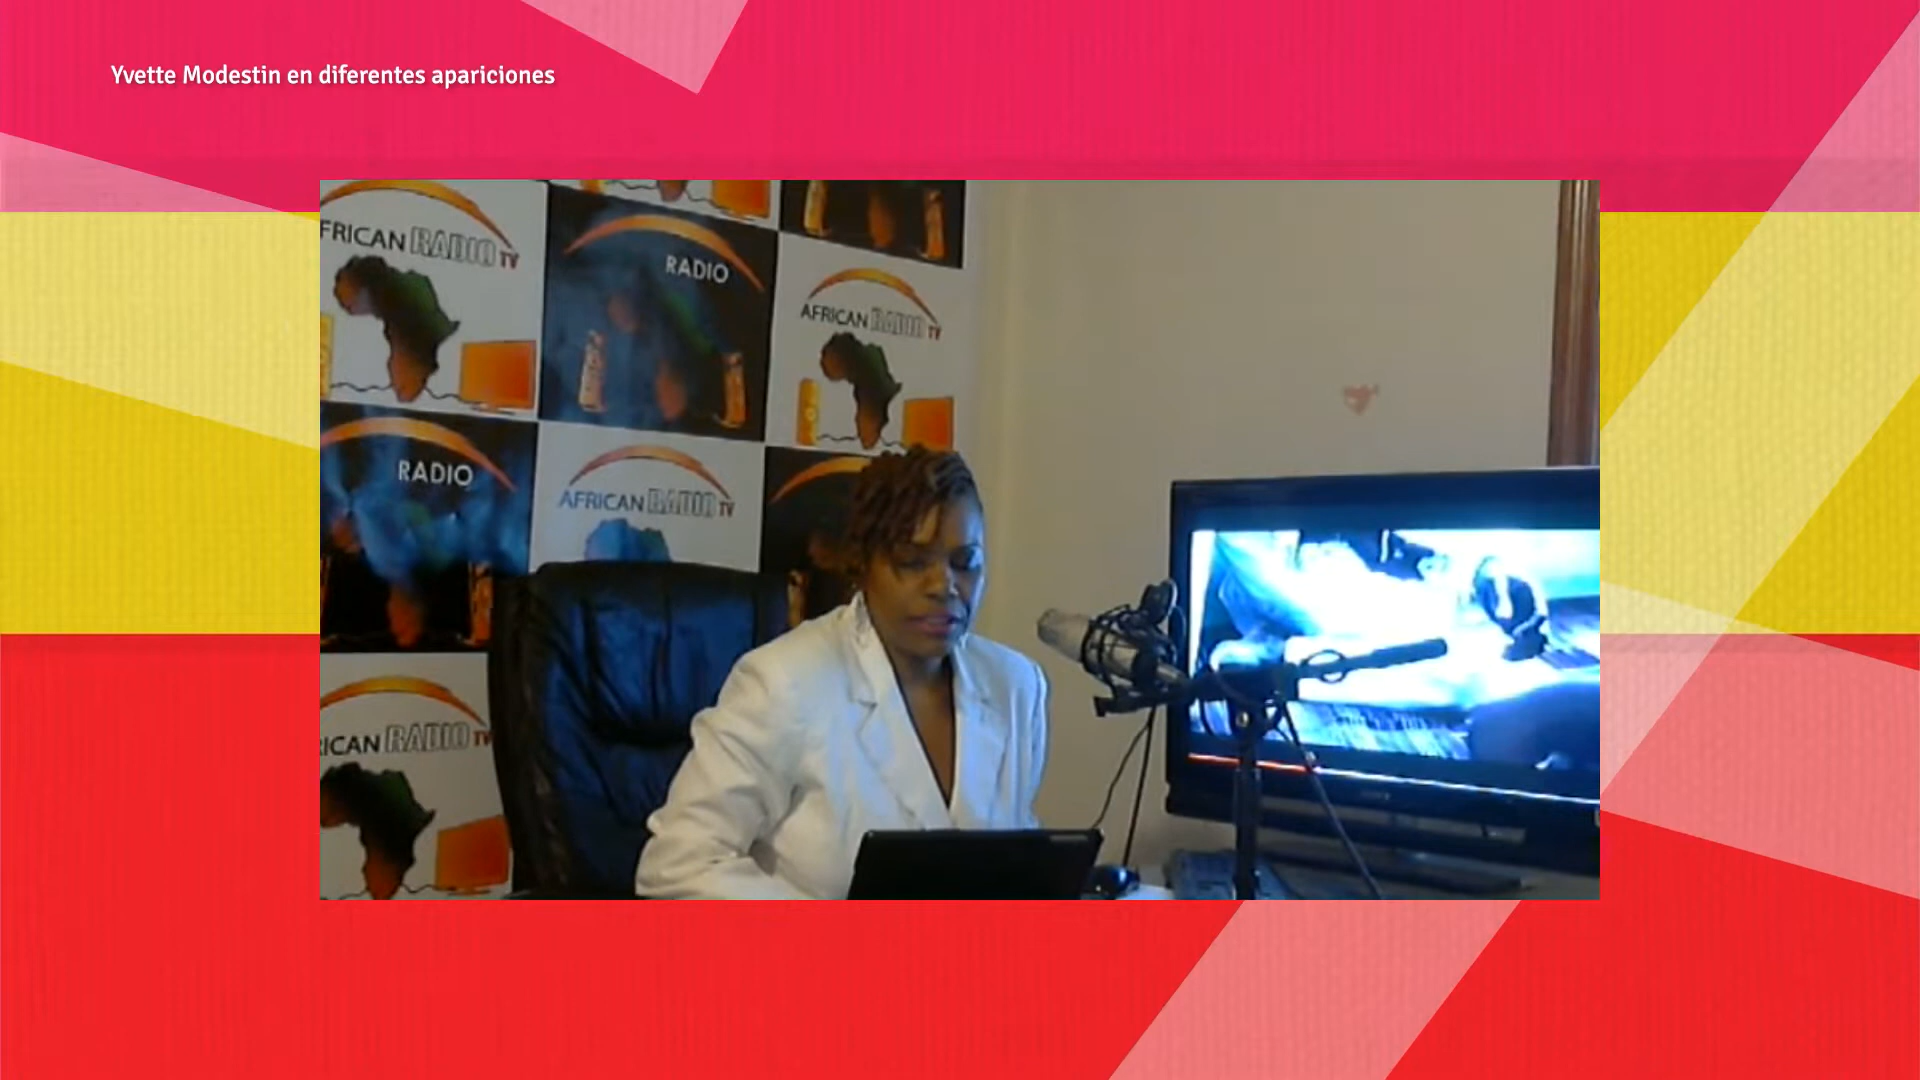 Yvette Modestin en diferentes apariciones
FRICAN RADIO TV
RADIO
AFRICAN RADIO TV
RADIO
AFRICAN RADIO TV
ICAN RADIO TV